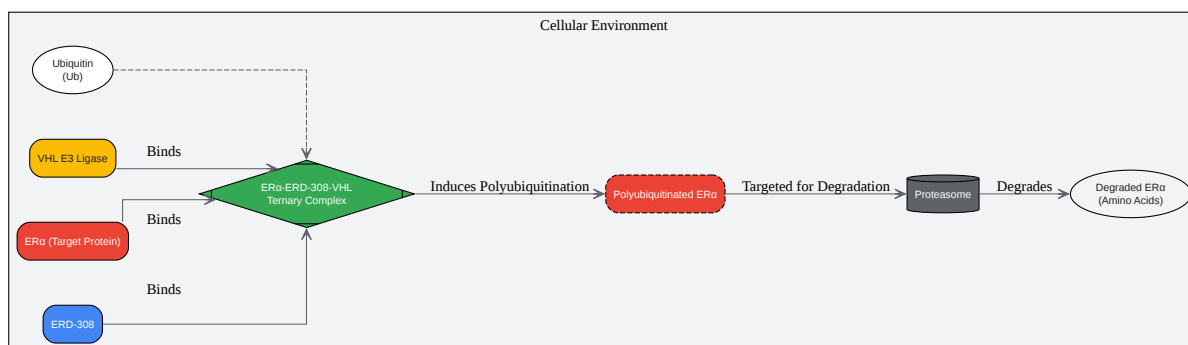 Cellular Environment
Ubiquitin
(Ub)
VHL E3 Ligase
Binds
ERα-ERD-308-VHL
Ternary Complex
Induces Polyubiquitination
Polyubiquitinated ERα
Targeted for Degradation
Proteasome
Degrades
Degraded ERα
(Amino Acids)
Binds
ERα (Target Protein)
Binds
ERD-308